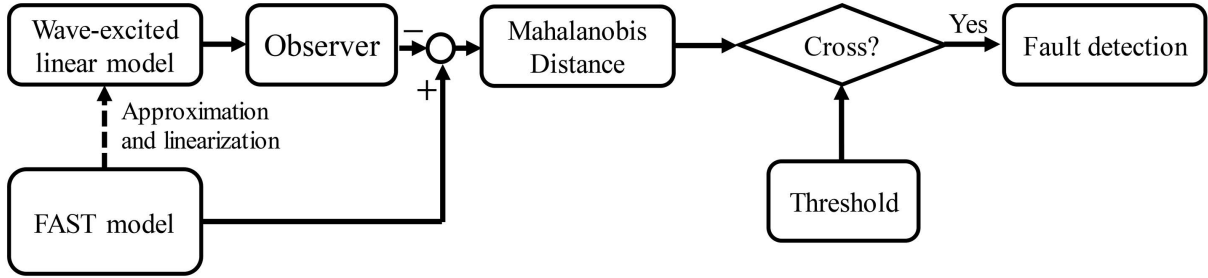 Wave-excited
linear model
Observer
−
+
Mahalanobis
Distance
Cross?
Yes
Fault detection
Approximation
and linearization
FAST model
Threshold